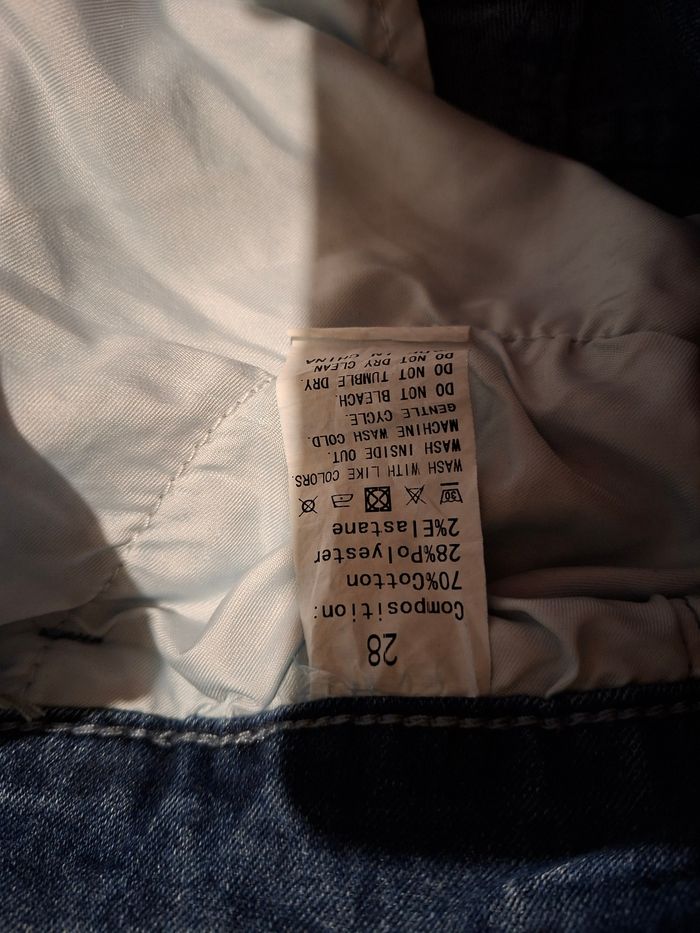 28
Composition:
70%Cotton
28%Polyester
2%Elastane
30
WASH WITH LIKE COLORS.
WASH INSIDE OUT.
MACHINE WASH COLD.
GENTLE CYCLE.
DO NOT BLEACH.
DO NOT TUMBLE DRY.
DO NOT DRY CLEAN